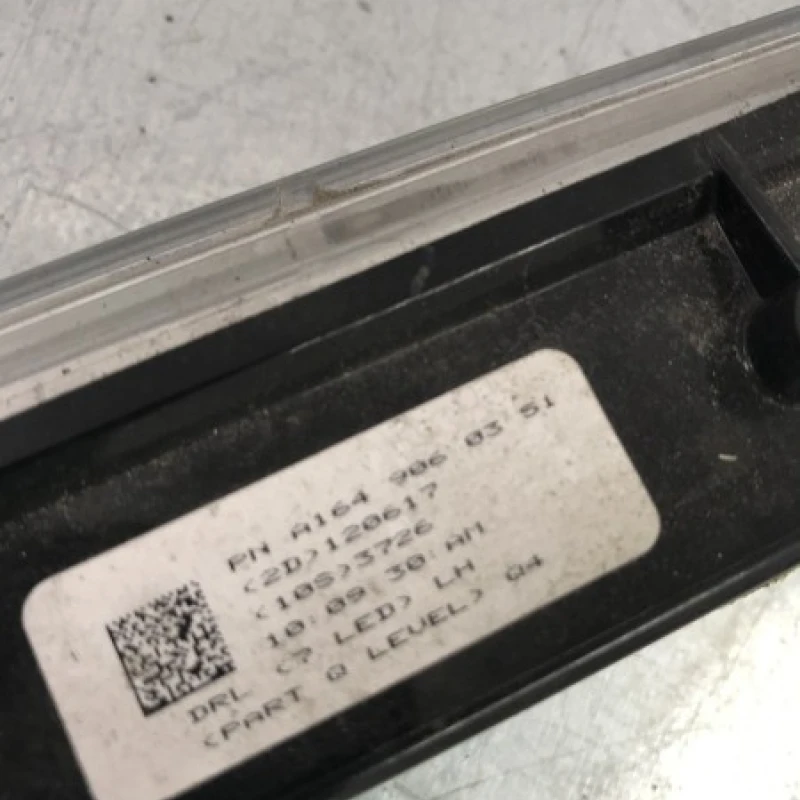 PN A164 906 03 51
(2D)120617
(10S)3726
10:09:30:AM
DRL (7 LED) LH
(PART Q LEVEL) Q4